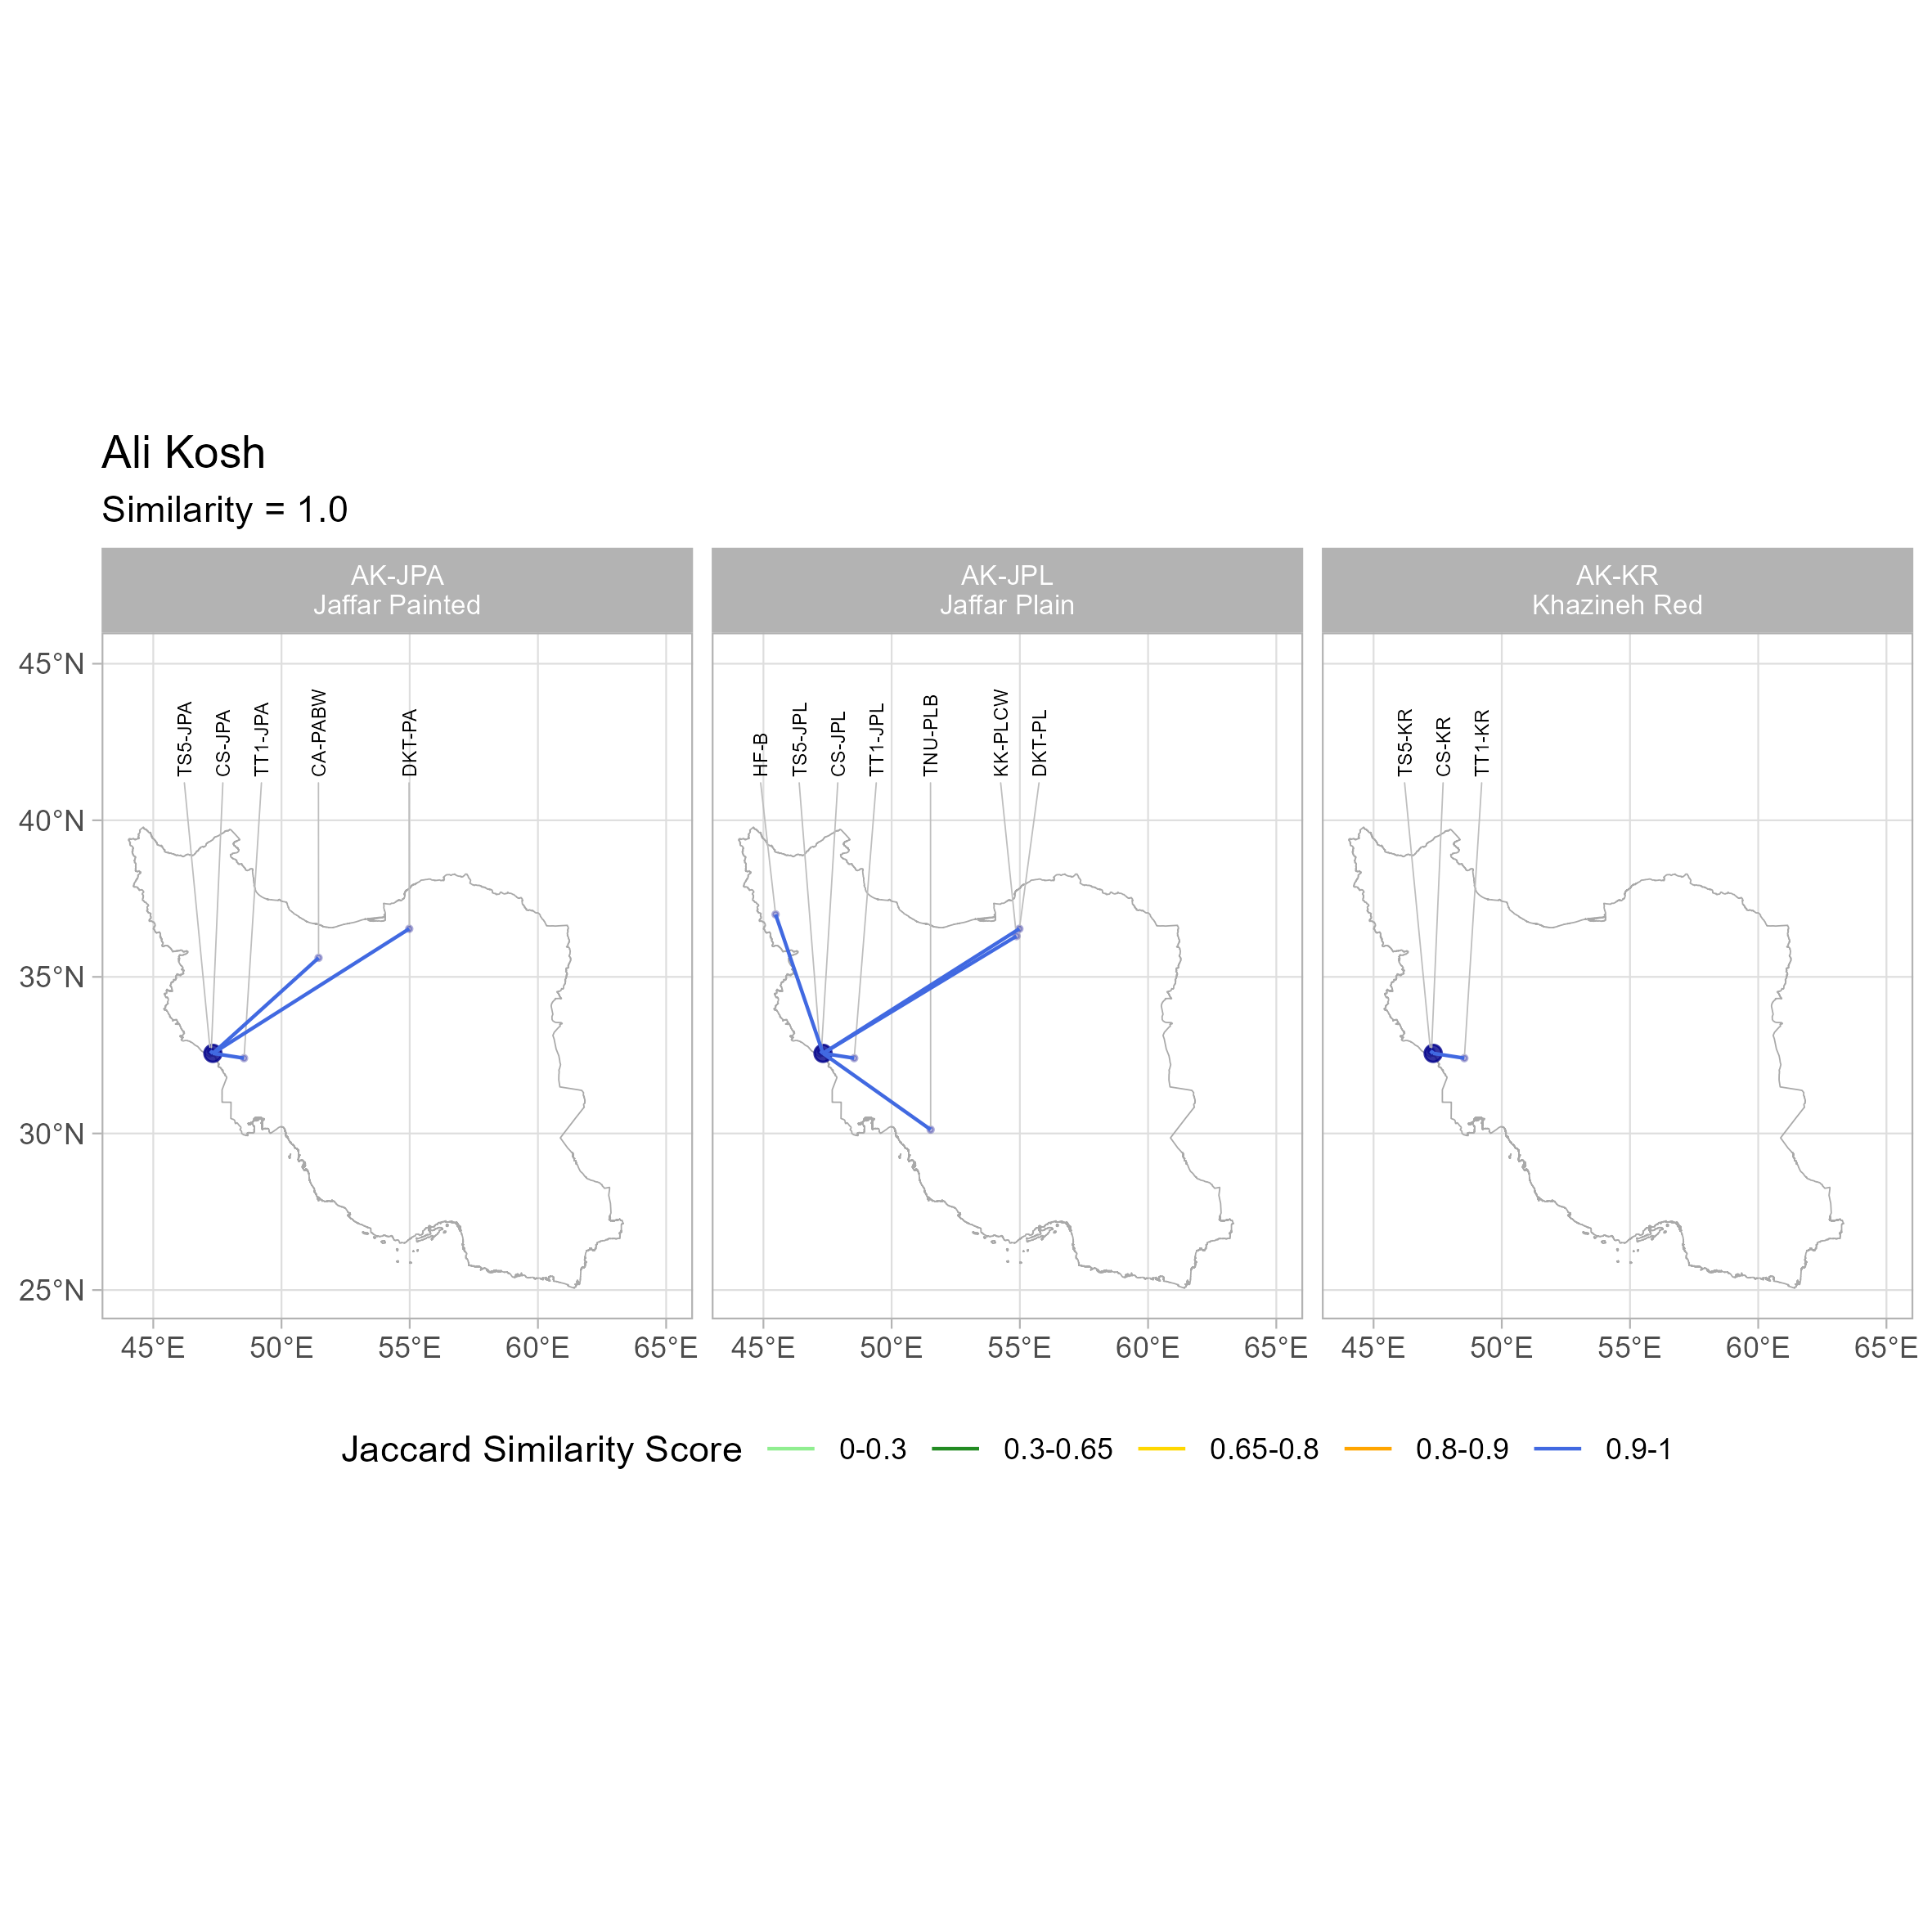 Ali Kosh
Similarity = 1.0
AK-JPA
Jaffar Painted
AK-JPL
Jaffar Plain
AK-KR
Khazineh Red
45°N
40°N
35°N
30°N
25°N
TS5-JPA
CS-JPA
TT1-JPA
CA-PABW
DKT-PA
HF-B
TS5-JPL
CS-JPL
TT1-JPL
TNU-PLB
KK-PLCW
DKT-PL
TS5-KR
CS-KR
TT1-KR
45°E 50°E 55°E 60°E 65°E
45°E 50°E 55°E 60°E 65°E
45°E 50°E 55°E 60°E 65°E
Jaccard Similarity Score 0-0.3 0.3-0.65 0.65-0.8 0.8-0.9 0.9-1